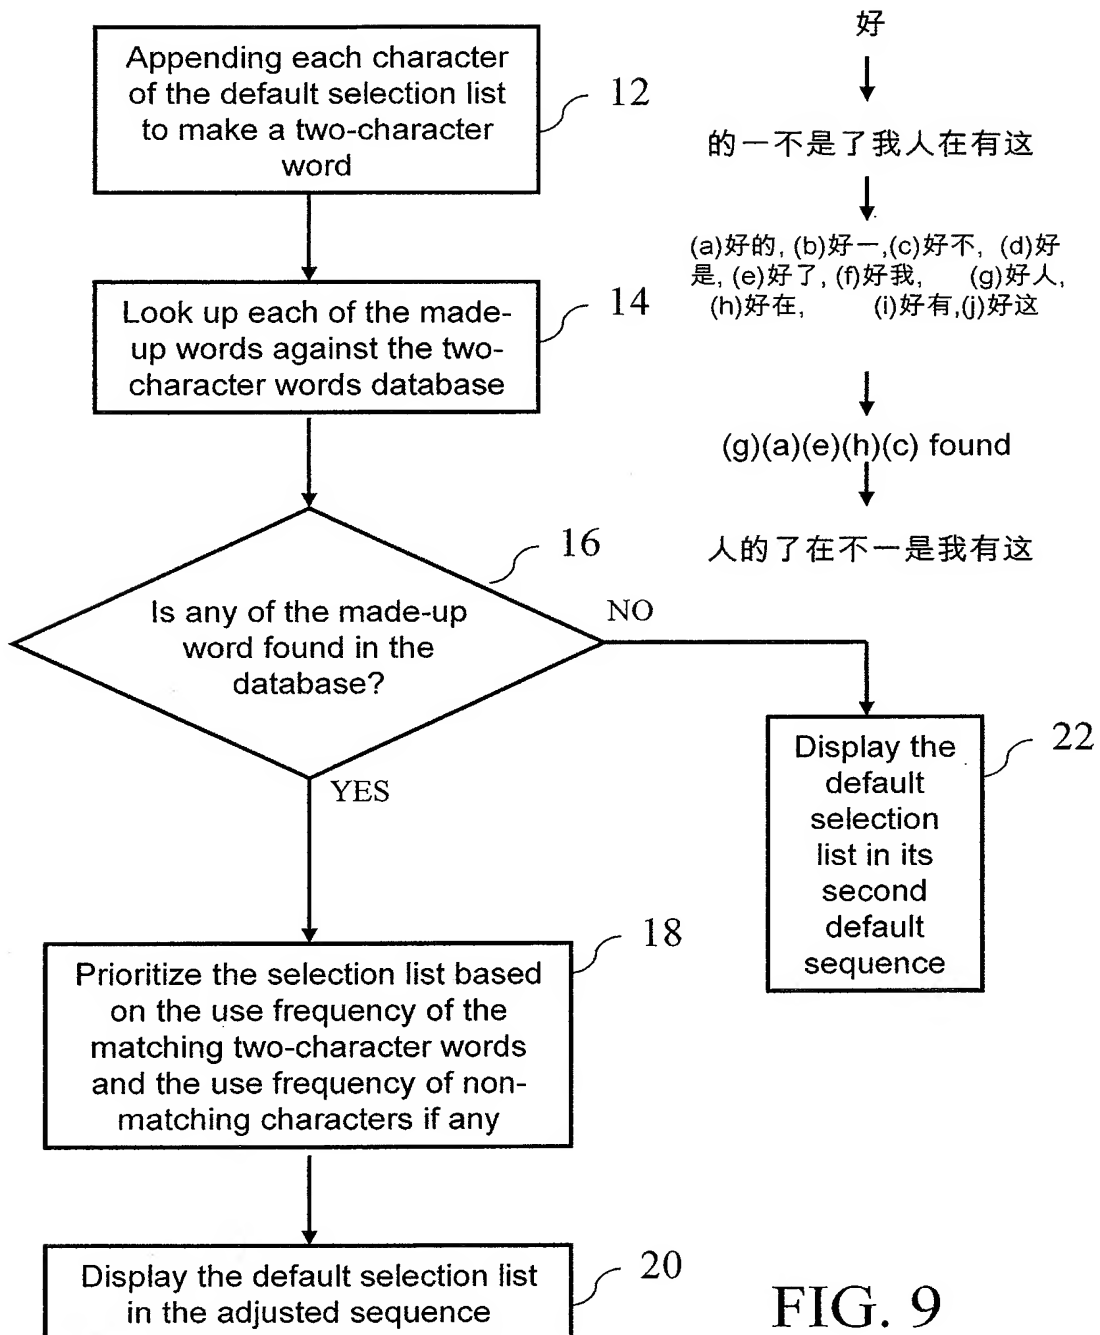 Appending each character
of the default selection list
to make a two-character
word
12
Look up each of the made-
up words against the two-
character words database
14
Is any of the made-up
word found in the
database?
16
NO
YES
Display the
default
selection
list in its
second
default
sequence
22
Prioritize the selection list based
on the use frequency of the
matching two-character words
and the use frequency of non-
matching characters if any
18
Display the default selection list
in the adjusted sequence
20
好
的一不是了我人在有这
(a)好的, (b)好一,(c)好不, (d)好
是, (e)好了, (f)好我, (g)好人,
(h)好在, (i)好有,(j)好这
(g)(a)(e)(h)(c) found
人的了在不一是我有这
FIG. 9